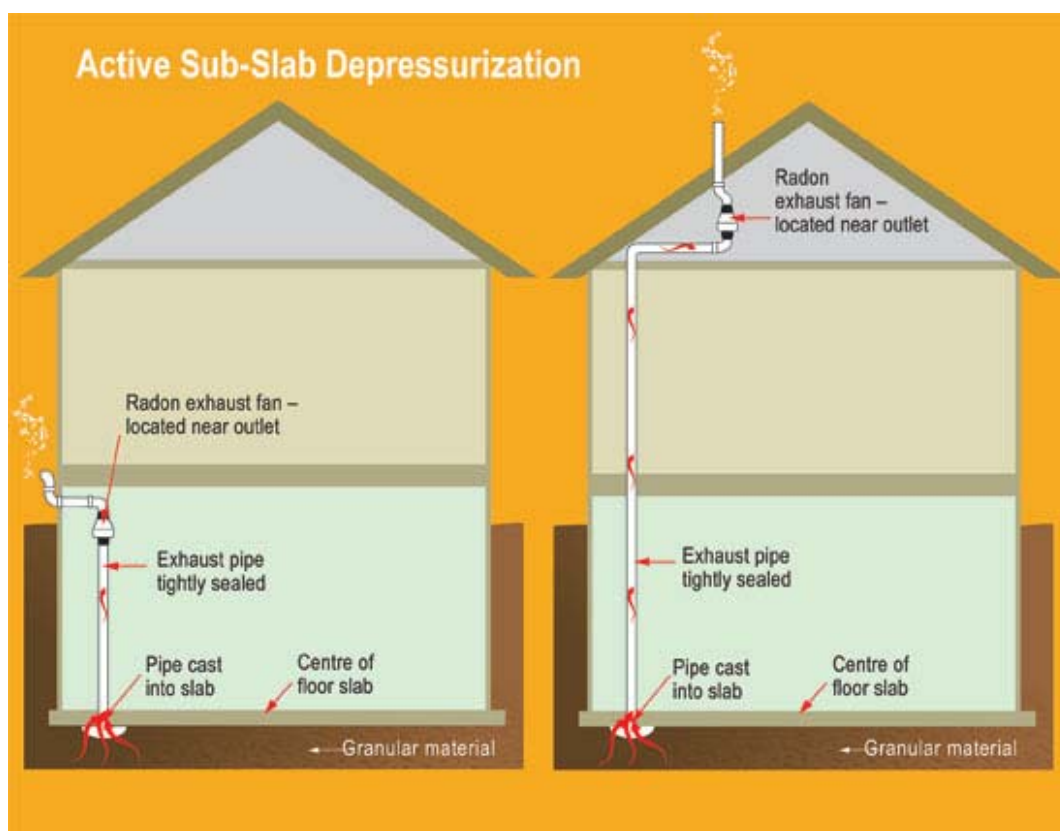 Active Sub-Slab Depressurization
Radon exhaust fan –
located near outlet
Exhaust pipe
tightly sealed
Pipe cast
into slab
Centre of
floor slab
Granular material
Radon
exhaust fan –
located near outlet
Exhaust pipe
tightly sealed
Pipe cast
into slab
Centre of
floor slab
Granular material